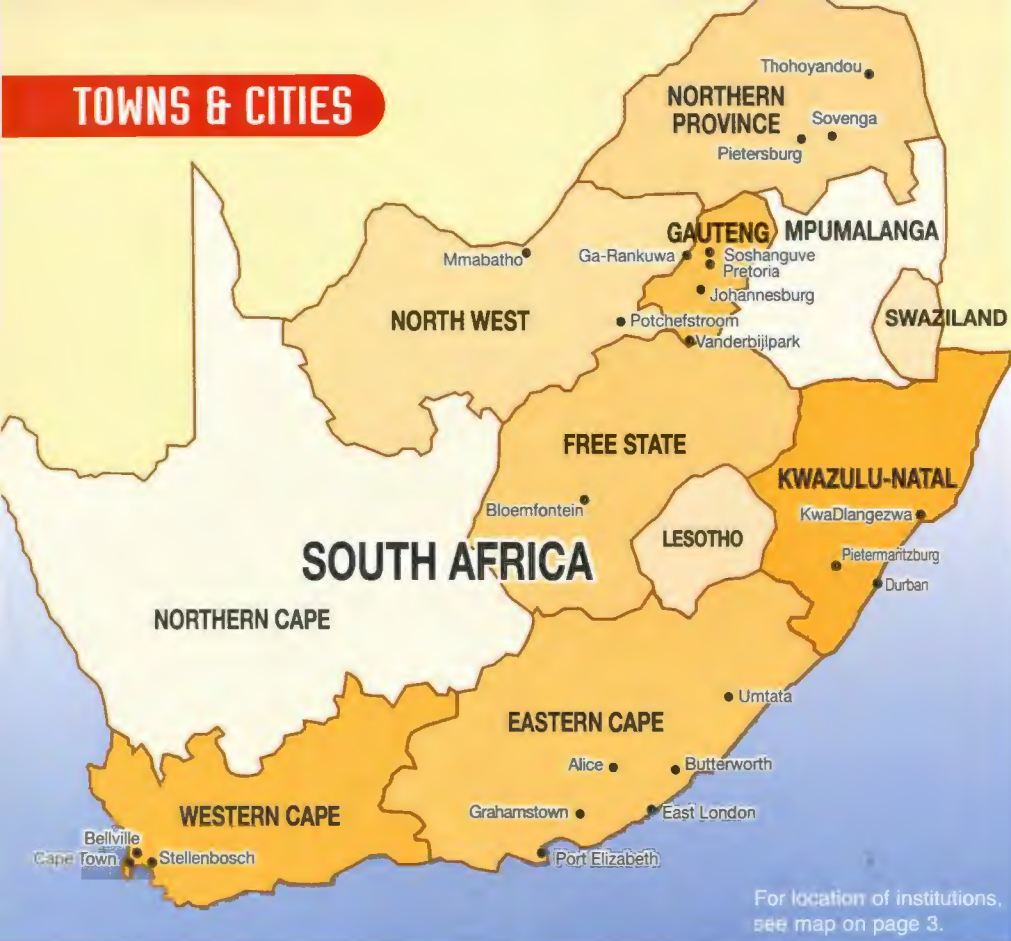 TOWNS & CITIES
Thohoyandou
NORTHERN
PROVINCE
Sovenga
Pietersburg
GAUTENG
MPUMALANGA
Mmabatho
Ga-Rankuwa
Soshanguve
Pretoria
Johannesburg
NORTH WEST
Potchefstroom
SWAZILAND
Vanderbijlpark
FREE STATE
KWAZULU-NATAL
Bloemfontein
KwaDlangezwa
LESOTHO
SOUTH AFRICA
Pietermaritzburg
Durban
NORTHERN CAPE
Umtata
EASTERN CAPE
Alice
Butterworth
WESTERN CAPE
Grahamstown
East London
Bellville
Cape Town
Stellenbosch
Port Elizabeth
For location of institutions,
see map on page 3.